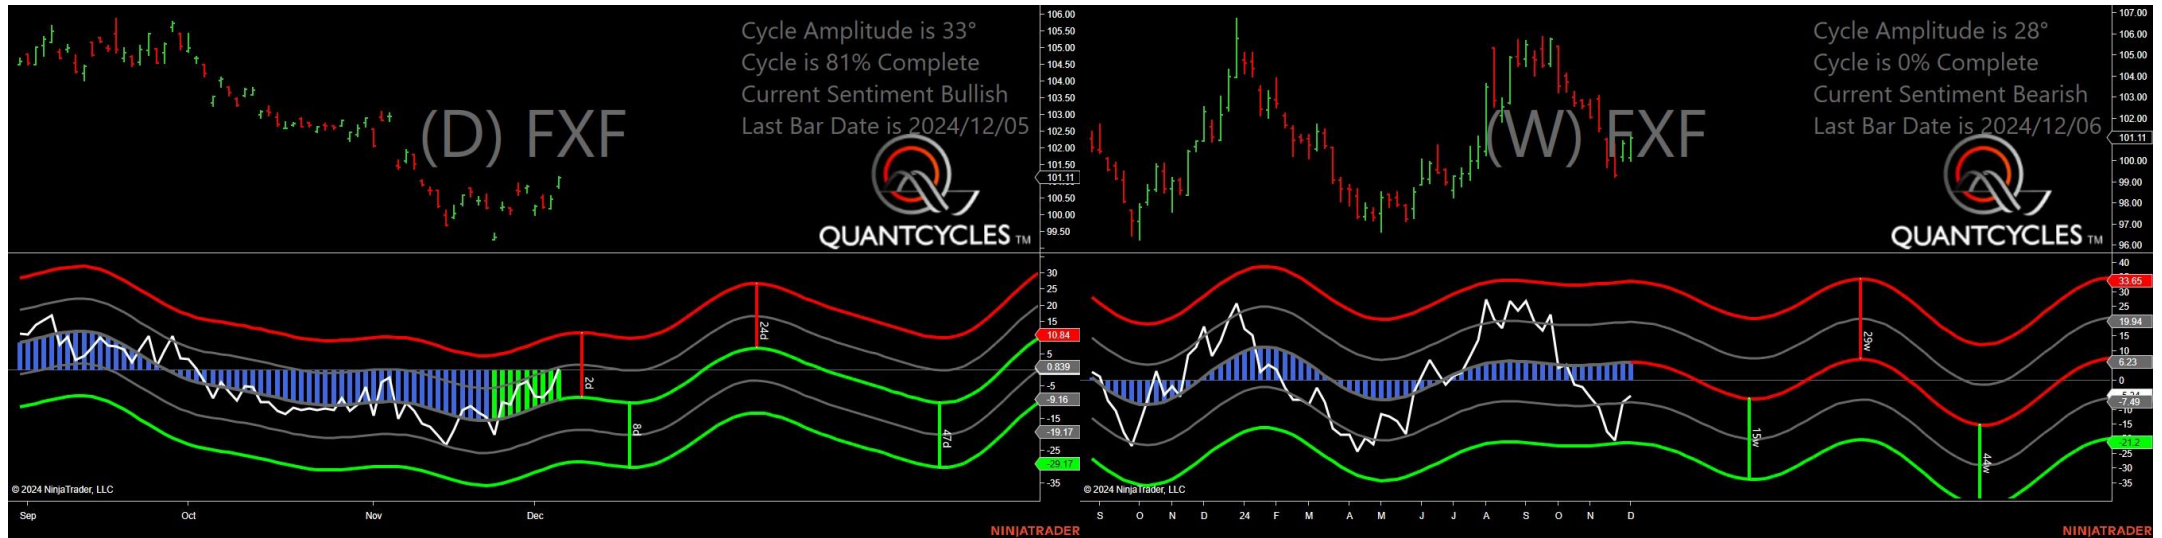 Cycle Amplitude is 33°
Cycle is 81% Complete
Current Sentiment Bullish
Last Bar Date is 2024/12/05
(D) FXF
QUANTCYCLES TM
106.00
105.50
105.00
104.50
104.00
103.50
103.00
102.50
102.00
101.50
101.11
100.50
100.00
99.50
30
25
20
15
10.84
5
0.839
-5
-9.16
-15
-19.17
-25
-29.17
-35
2d
8d
24d
47d
© 2024 NinjaTrader, LLC
Sep Oct Nov Dec
NINJATRADER
Cycle Amplitude is 28°
Cycle is 0% Complete
Current Sentiment Bearish
Last Bar Date is 2024/12/06
(W) FXF
QUANTCYCLES TM
107.00
106.00
105.00
104.00
103.00
102.00
101.11
100.00
99.00
98.00
97.00
96.00
40
33.65
30
25
19.94
15
10
6.23
0
-7.49
-10
-15
-21.2
-25
-30
-35
15w
29w
44w
© 2024 NinjaTrader, LLC
S O N D 24 F M A M J J A S O N D
NINJATRADER